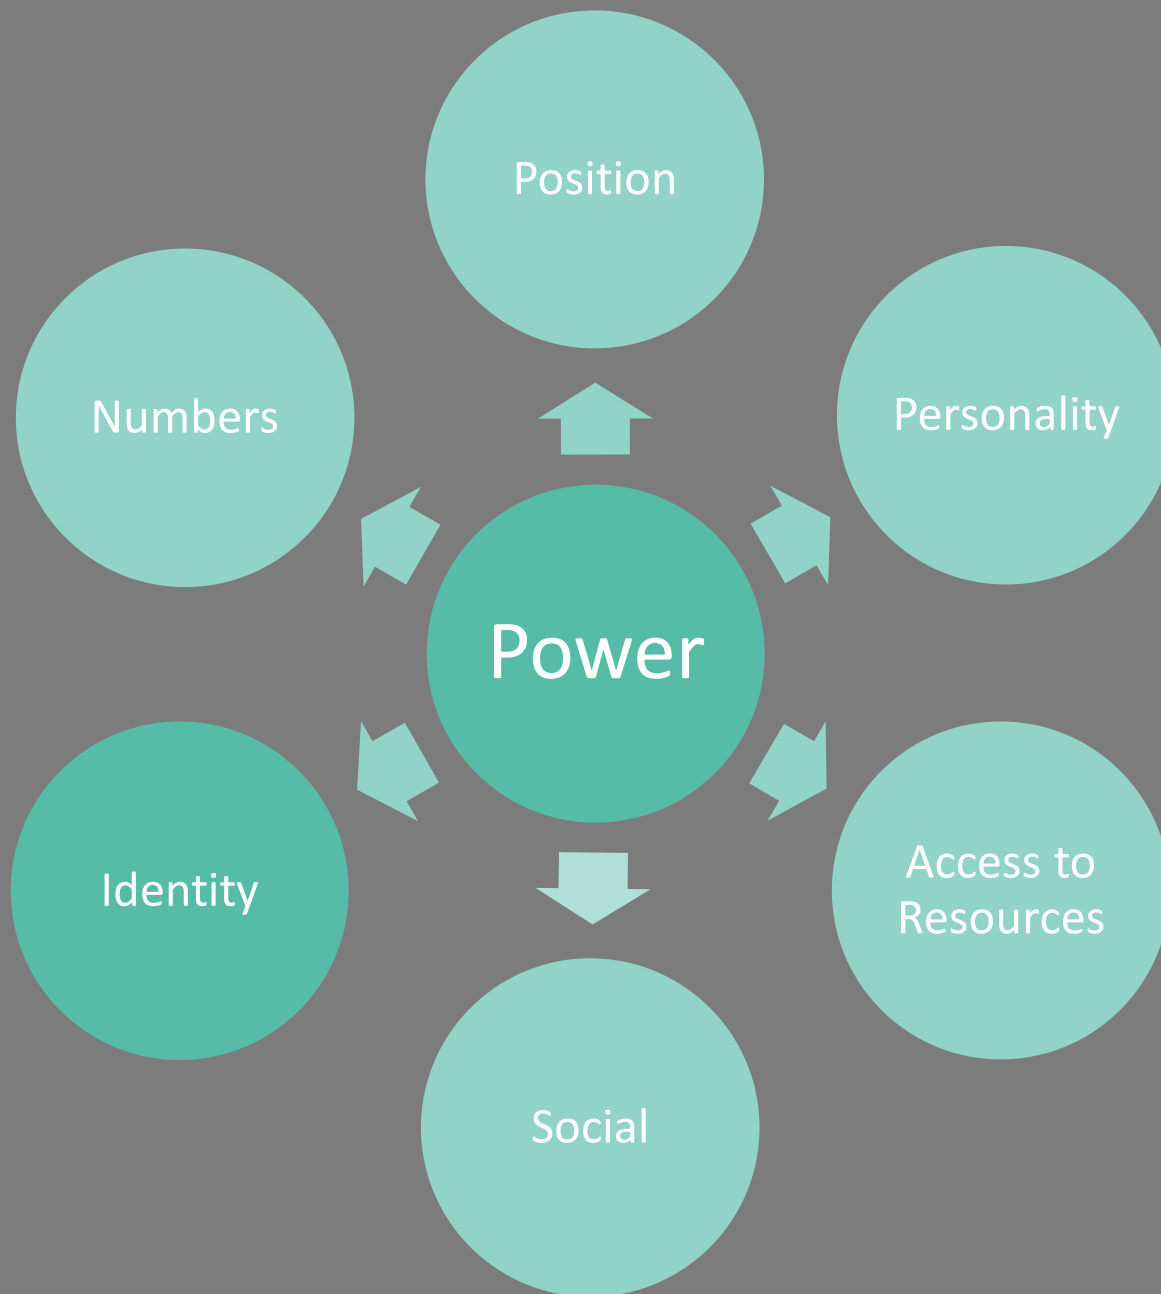 Position
Numbers
Personality
Power
Identity
Access to
Resources
Social